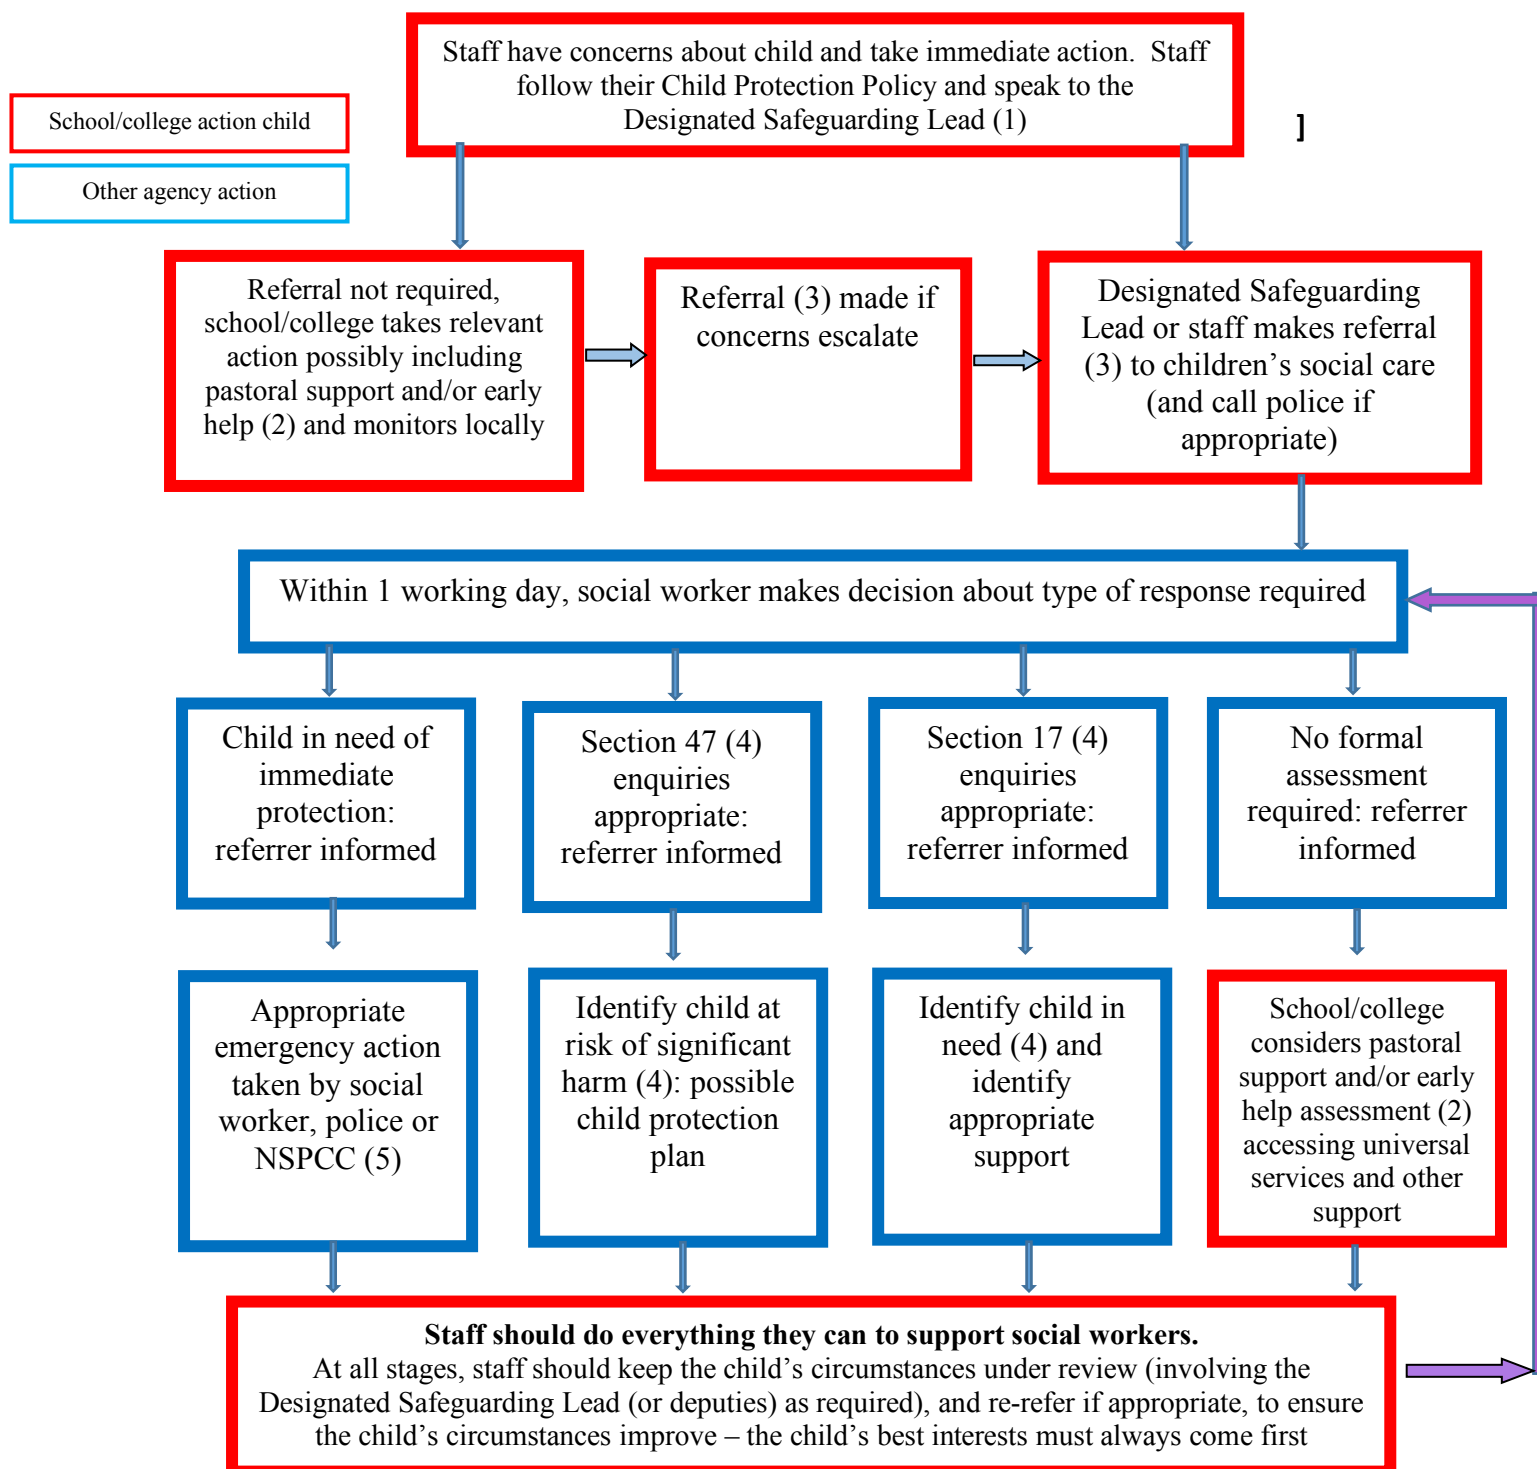 Staff have concerns about child and take immediate action.  Staff
follow their Child Protection Policy and speak to the
Designated Safeguarding Lead (1)
School/college action child
]
Other agency action
Referral not required,
school/college takes relevant
action possibly including
pastoral support and/or early
help (2) and monitors locally
Referral (3) made if
concerns escalate
Designated Safeguarding
Lead or staff makes referral
(3) to children’s social care
(and call police if
appropriate)
Within 1 working day, social worker makes decision about type of response required
Child in need of
immediate
protection:
referrer informed
Section 47 (4)
enquiries
appropriate:
referrer informed
Section 17 (4)
enquiries
appropriate:
referrer informed
No formal
assessment
required: referrer
informed
Appropriate
emergency action
taken by social
worker, police or
NSPCC (5)
Identify child at
risk of significant
harm (4): possible
child protection
plan
Identify child in
need (4) and
identify
appropriate
support
School/college
considers pastoral
support and/or early
help assessment (2)
accessing universal
services and other
support
Staff should do everything they can to support social workers.
At all stages, staff should keep the child’s circumstances under review (involving the
Designated Safeguarding Lead (or deputies) as required), and re-refer if appropriate, to ensure
the child’s circumstances improve – the child’s best interests must always come first